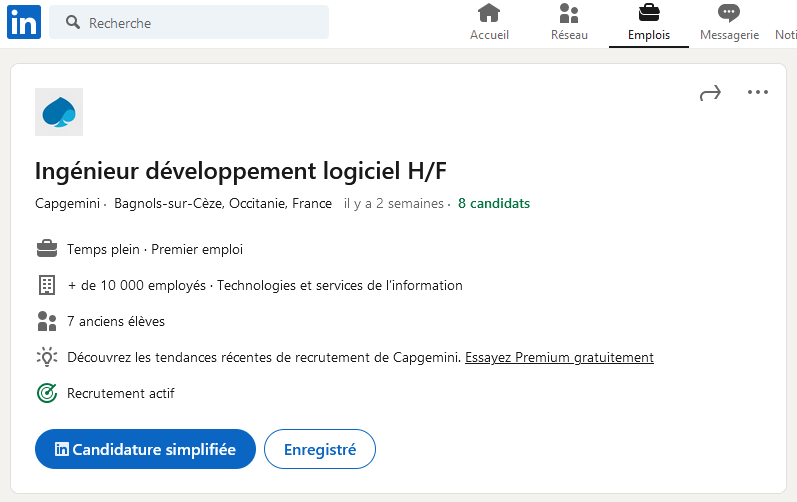 in Recherche
Accueil Réseau Emplois Messagerie Noti
Ingénieur développement logiciel H/F
Capgemini · Bagnols-sur-Cèze, Occitanie, France il y a 2 semaines · 8 candidats
Temps plein · Premier emploi
+ de 10 000 employés · Technologies et services de l’information
7 anciens élèves
Découvrez les tendances récentes de recrutement de Capgemini. Essayez Premium gratuitement
Recrutement actif
in Candidature simplifiée Enregistré